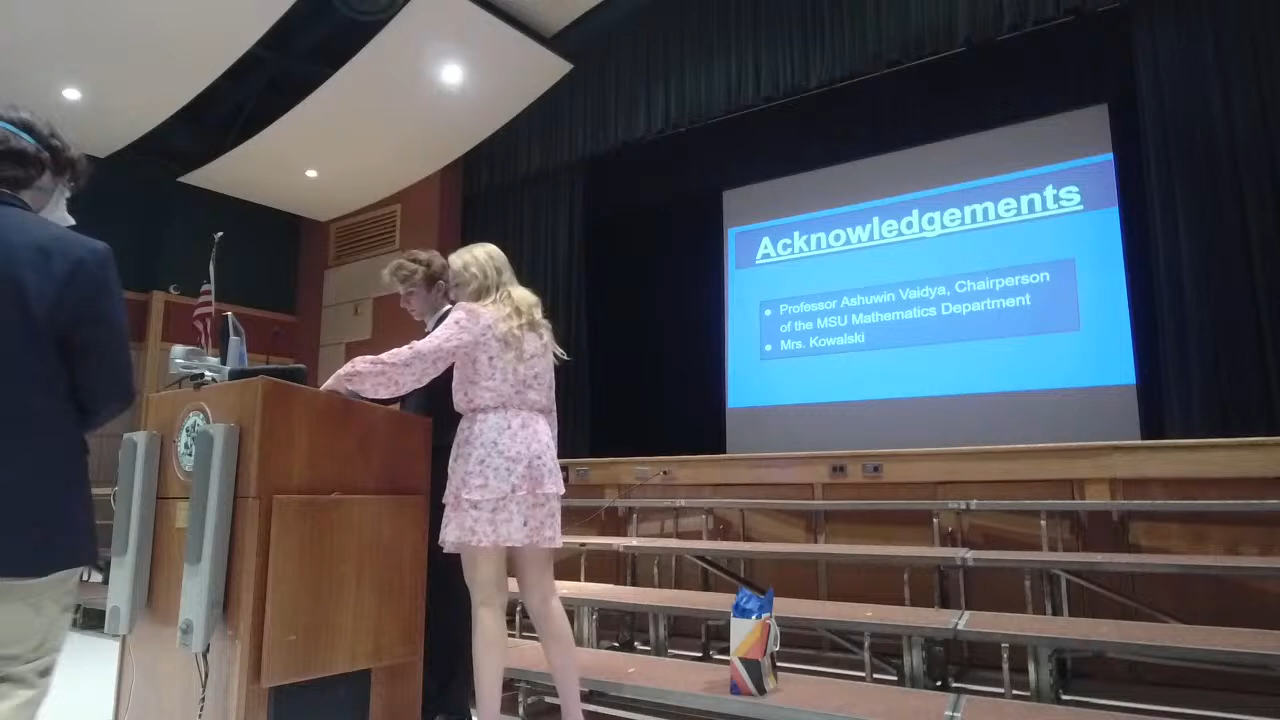 Acknowledgements
● Professor Ashuwin Vaidya, Chairperson
of the MSU Mathematics Department
● Mrs. Kowalski